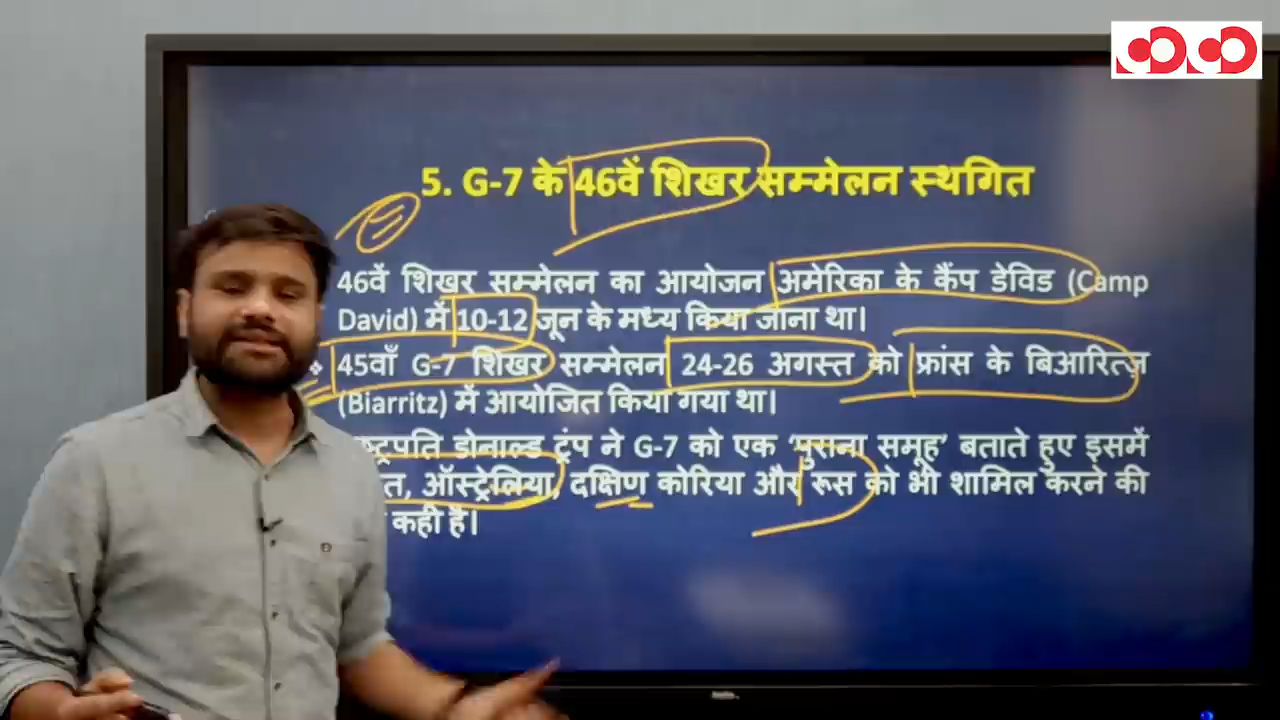 5. G-7 के 46वें शिखर सम्मेलन स्थगित
46वें शिखर सम्मेलन का आयोजन अमेरिका के कैंप डेविड (Camp
David) में 10-12 जून के मध्य किया जाना था।
45वाँ G-7 शिखर सम्मेलन 24-26 अगस्त को फ्रांस के बिआरित्ज़
(Biarritz) में आयोजित किया गया था।
डोनाल्ड ट्रंप ने G-7 को एक ‘पुराना समूह’ बताते हुए इसमें
ऑस्ट्रेलिया, दक्षिण कोरिया और रूस को भी शामिल करने की
कही है।